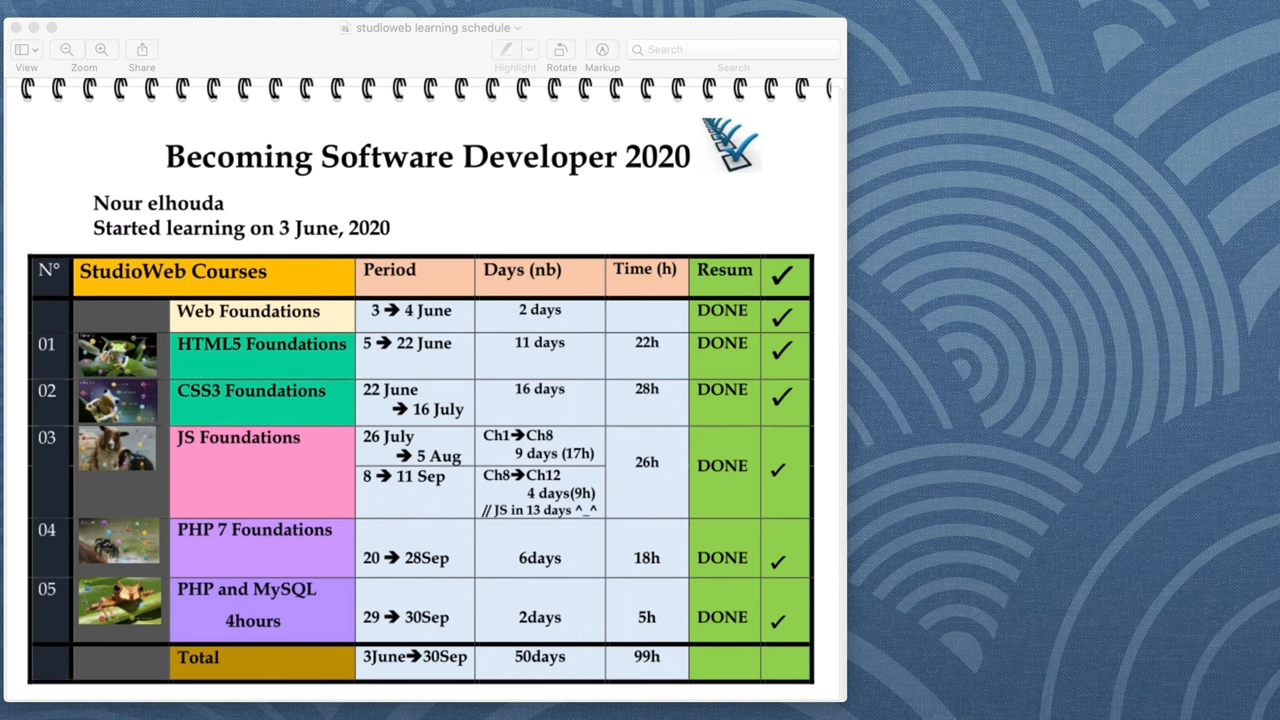 studioweb learning schedule
View
Zoom
Share
Highlight
Rotate
Markup
Search
Search
Becoming Software Developer 2020
Nour elhouda
Started learning on 3 June, 2020
N° StudioWeb Courses Period Days (nb) Time (h) Resum ✓
Web Foundations 3 ➔ 4 June 2 days DONE ✓
01 HTML5 Foundations 5 ➔ 22 June 11 days 22h DONE ✓
02 CSS3 Foundations 22 June 16 days 28h DONE ✓
➔ 16 July
03 JS Foundations 26 July Ch1➔Ch8
➔ 5 Aug 9 days (17h)
26h DONE ✓
8 ➔ 11 Sep Ch8➔Ch12
4 days(9h)
// JS in 13 days ^_^
04 PHP 7 Foundations
20 ➔ 28Sep 6days 18h DONE ✓
05 PHP and MySQL
4hours 29 ➔ 30Sep 2days 5h DONE ✓
Total 3June➔30Sep 50days 99h